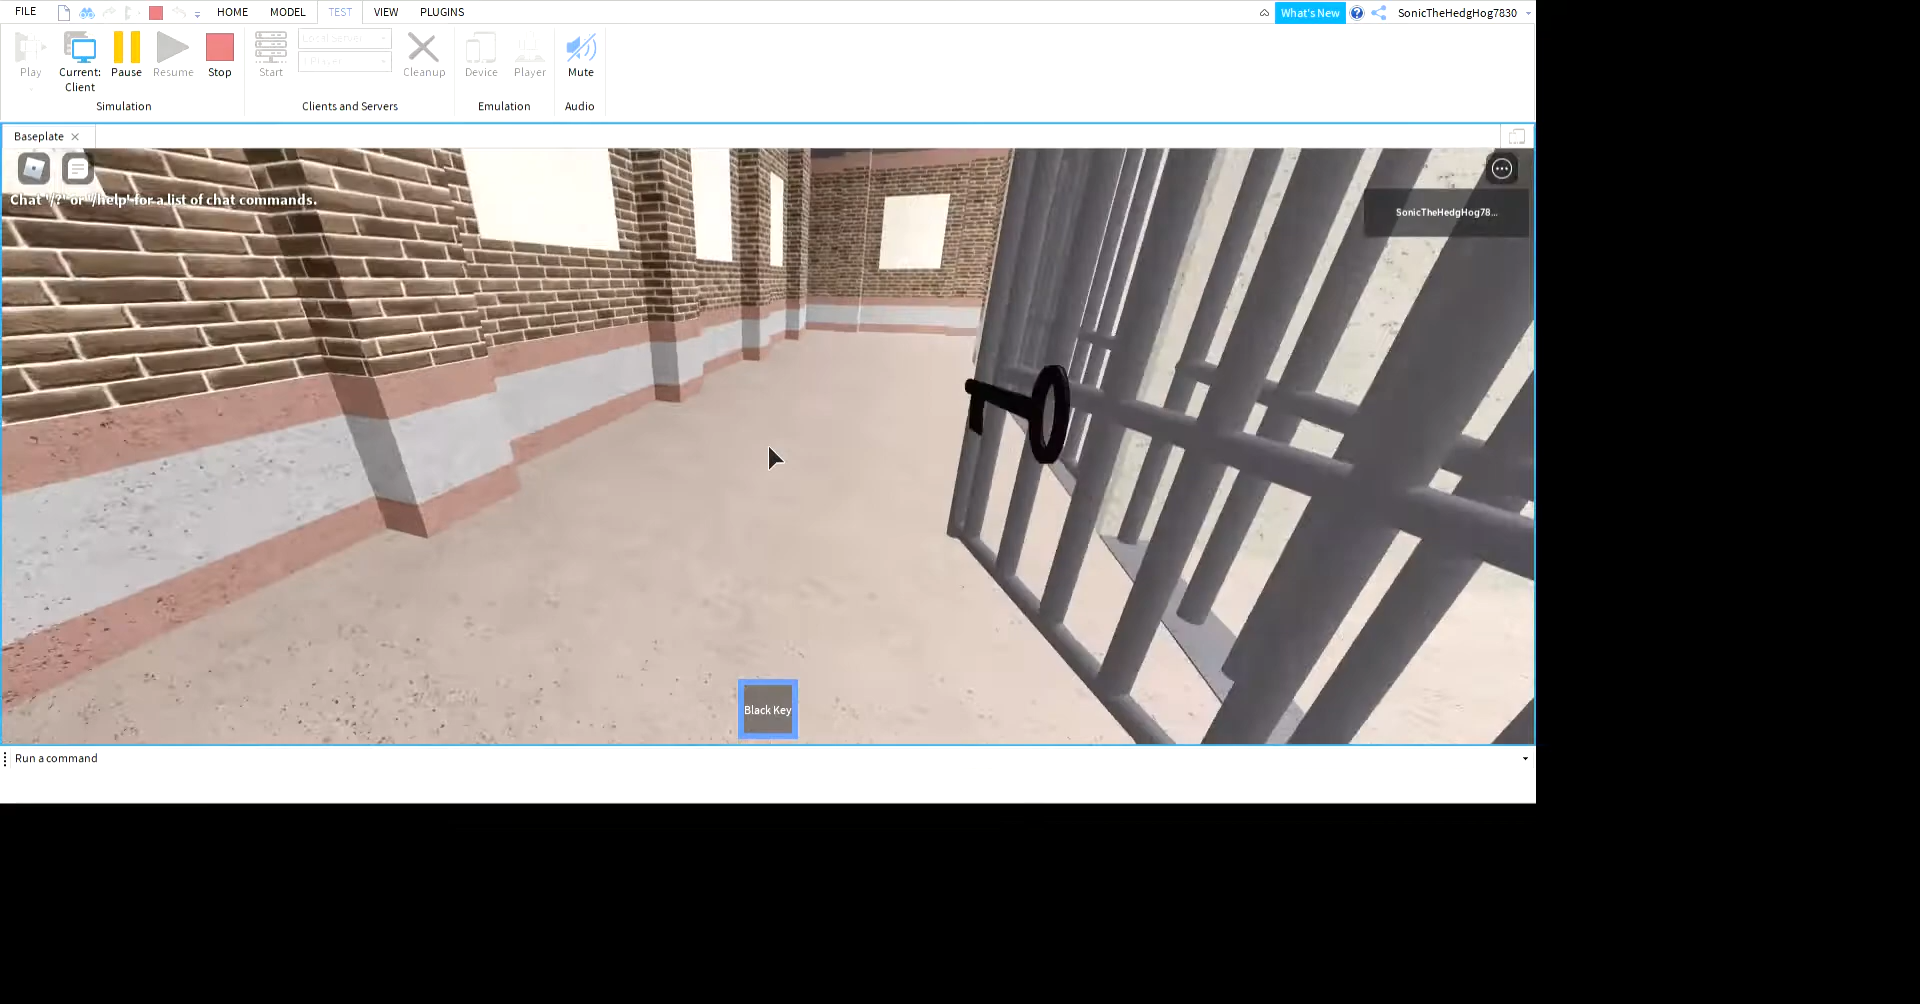 FILE
HOME
MODEL
TEST
VIEW
PLUGINS
What's New
SonicTheHedgHog7830
Play
Current:
Client
Pause
Resume
Stop
Start
Local Server
Cleanup
Device
Player
Mute
Simulation
Clients and Servers
Emulation
Audio
Baseplate
Chat '/?' or '/help' for a list of chat commands.
SonicTheHedgHog78...
Black Key
Run a command